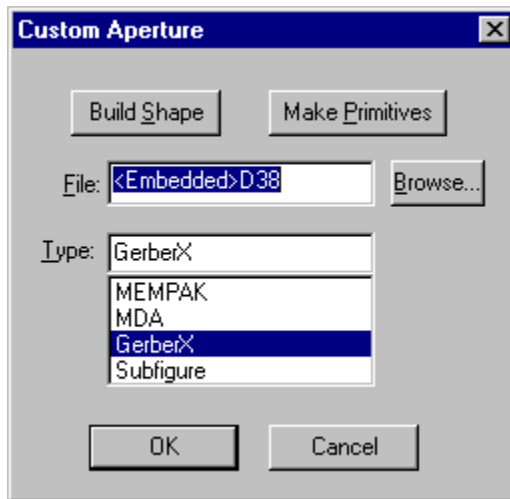 Custom Aperture
Build Shape Make Primitives
File: <Embedded>D38 Browse...
Type: GerberX
MEMPAK
MDA
GerberX
Subfigure
OK Cancel